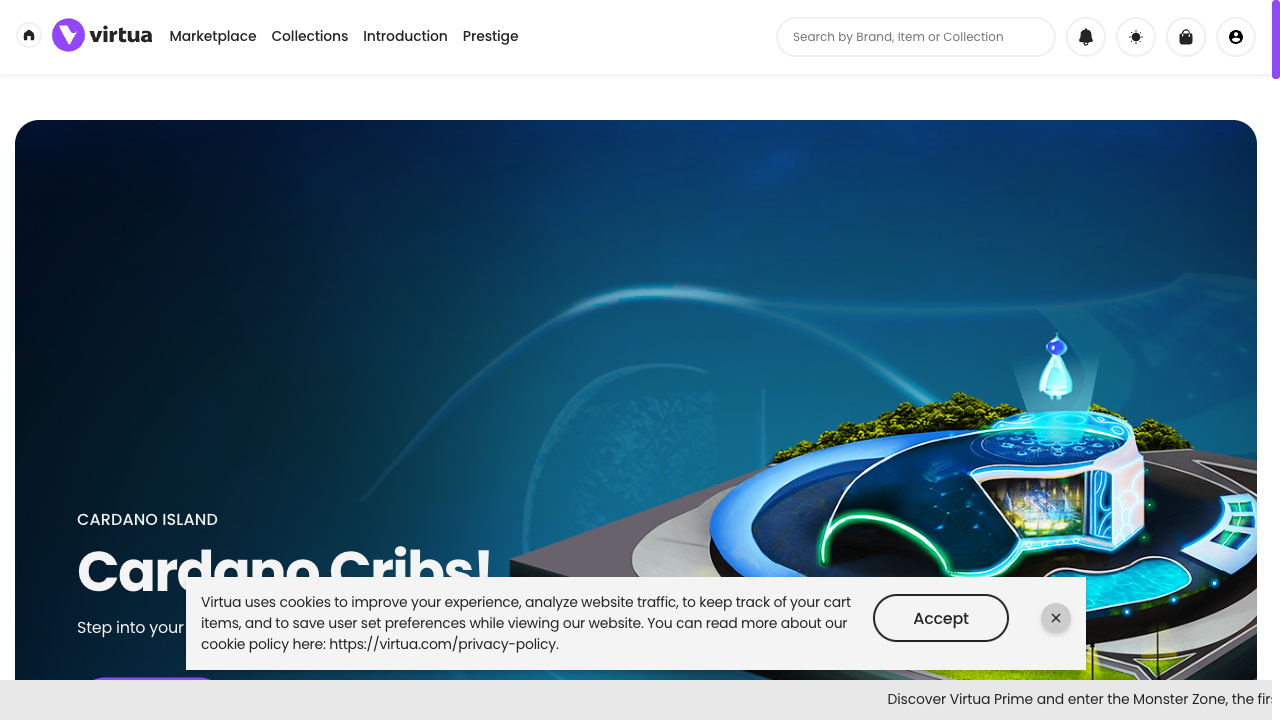 virtua
Marketplace
Collections
Introduction
Prestige
Search by Brand, Item or Collection
CARDANO ISLAND
Cardano Cribs!
Step into your
Virtua uses cookies to improve your experience, analyze website traffic, to keep track of your cart
items, and to save user set preferences while viewing our website. You can read more about our
cookie policy here: https://virtua.com/privacy-policy.
Accept
Discover Virtua Prime and enter the Monster Zone, the